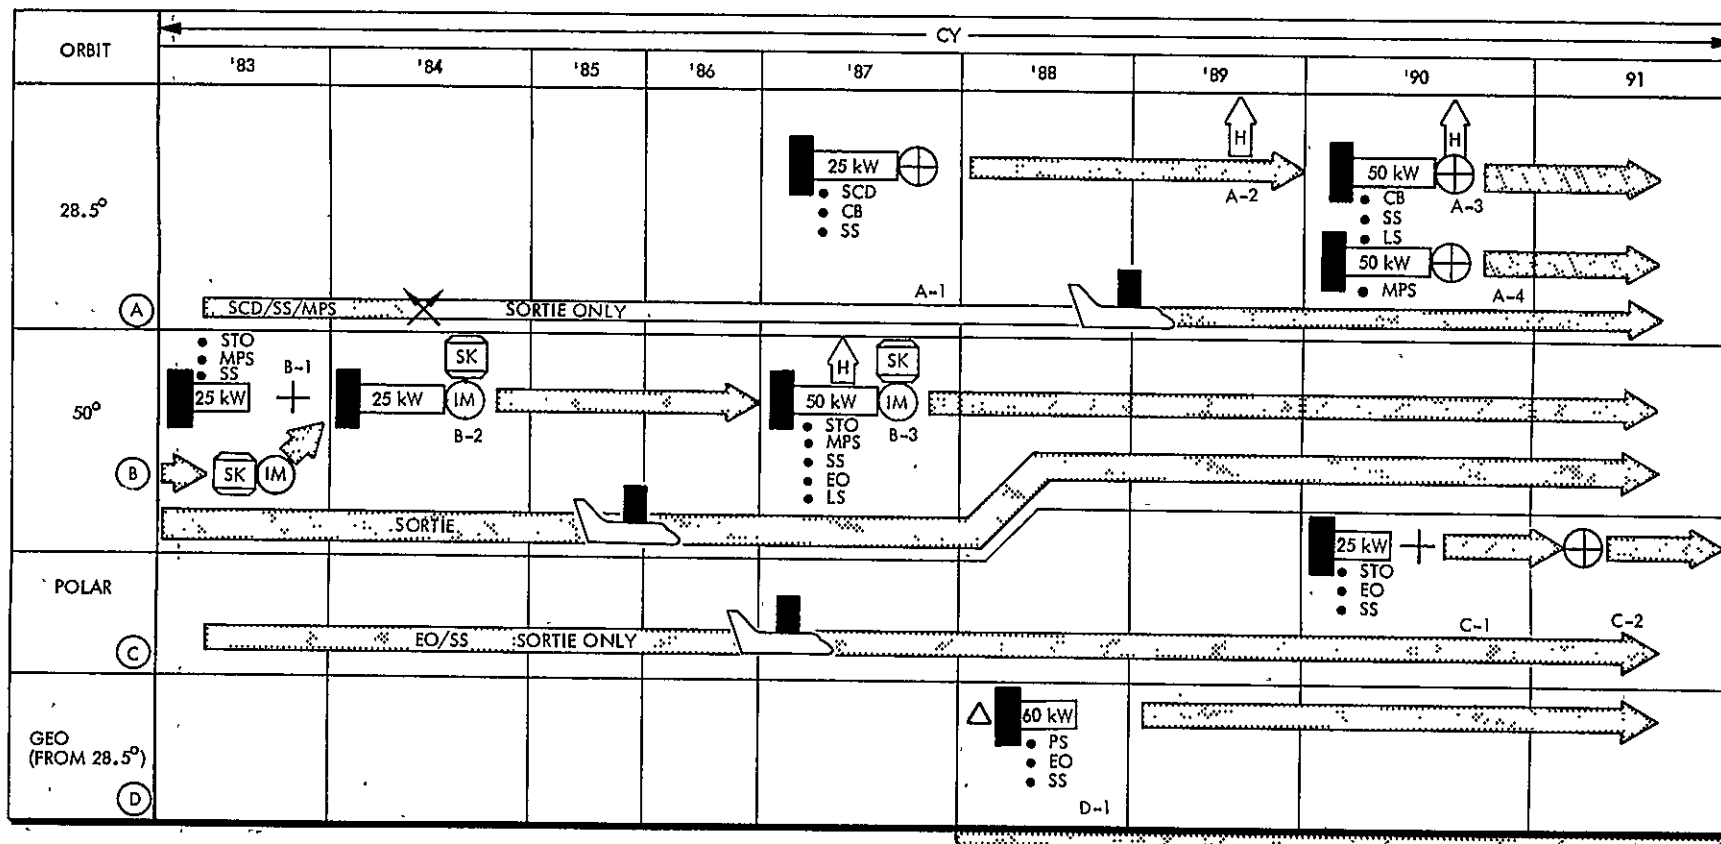 ORBIT
CY
'83 '84 '85 '86 '87 '88 '89 '90 91
28.5°
A
25 kW
• SCD
• CB
• SS
A-1
H
A-2
H
50 kW
A-3
• CB
• SS
• LS
50 kW
• MPS
A-4
SCD/SS/MPS
SORTIE ONLY
50°
B
• STO
• MPS
• SS
25 kW
B-1
SK IM
SK
25 kW IM
B-2
H SK
50 kW IM
B-3
• STO
• MPS
• SS
• EO
• LS
SORTIE
POLAR
C
25 kW
• STO
• EO
• SS
C-1
C-2
EO/SS SORTIE ONLY
GEO
(FROM 28.5°)
D
60 kW
• PS
• EO
• SS
D-1